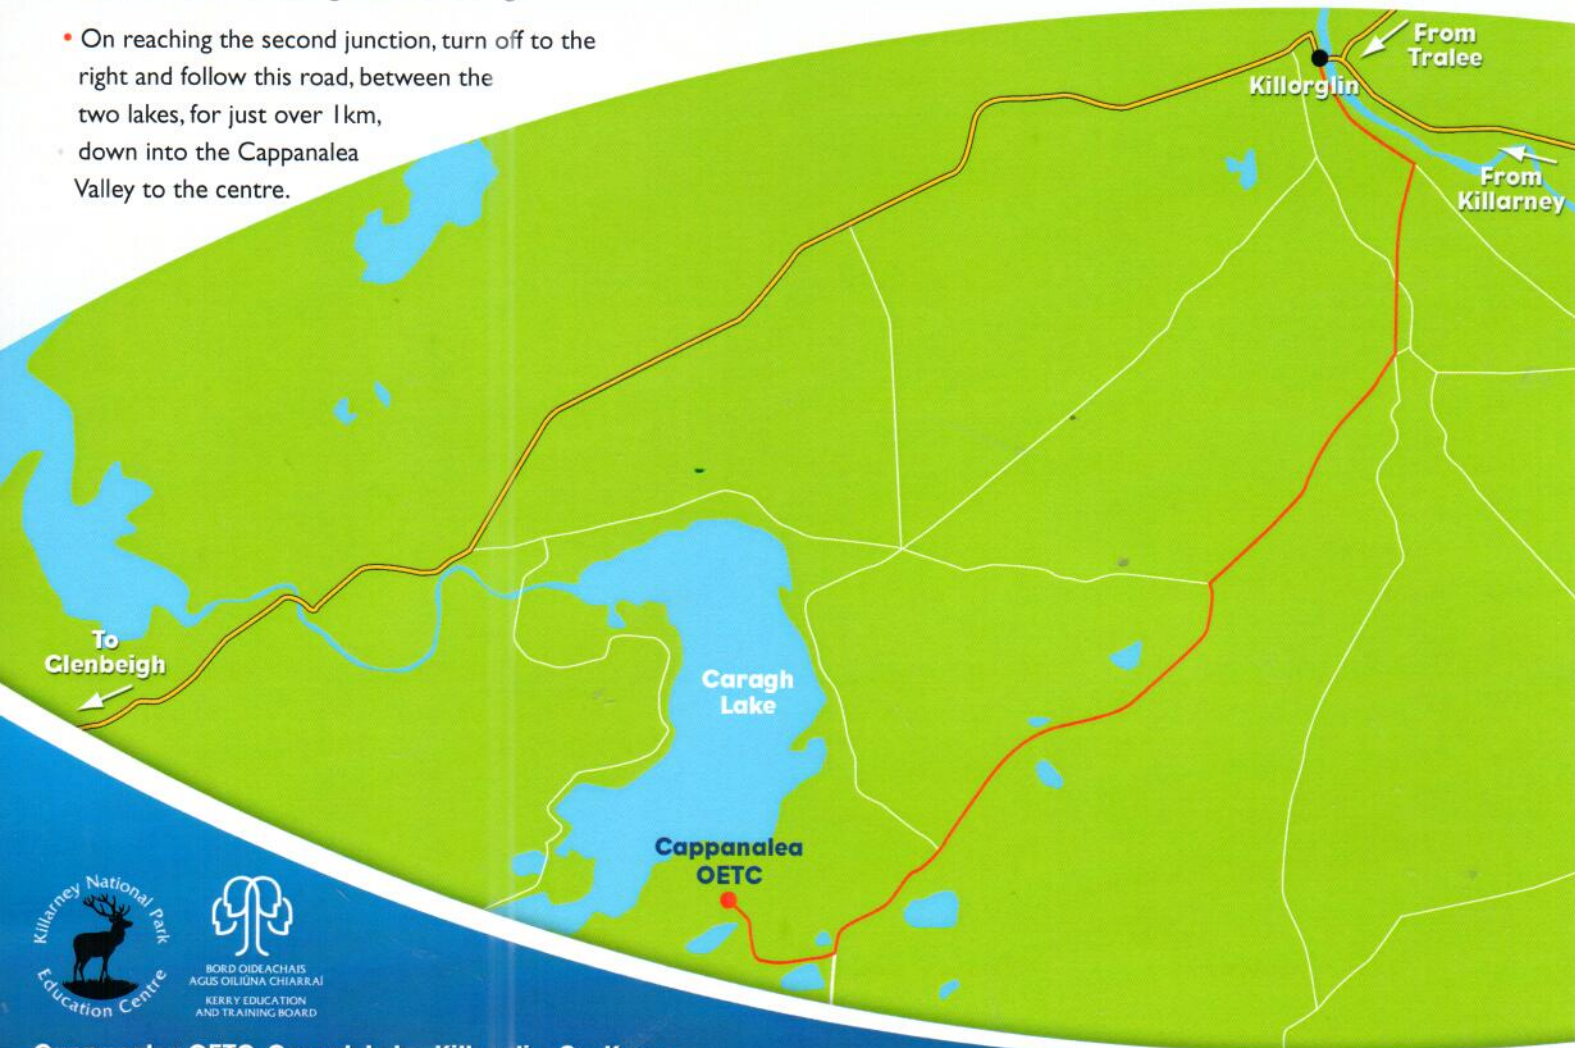 • On reaching the second junction, turn off to the
right and follow this road, between the
two lakes, for just over 1km,
down into the Cappanalea
Valley to the centre.
From
Tralee
Killorglin
From
Killarney
To
Glenbeigh
Caragh
Lake
Cappanalea
OETC
Killarney National Park
Education Centre
BORD OIDEACHAIS
AGUS OILIÚNA CHIARRAÍ
KERRY EDUCATION
AND TRAINING BOARD